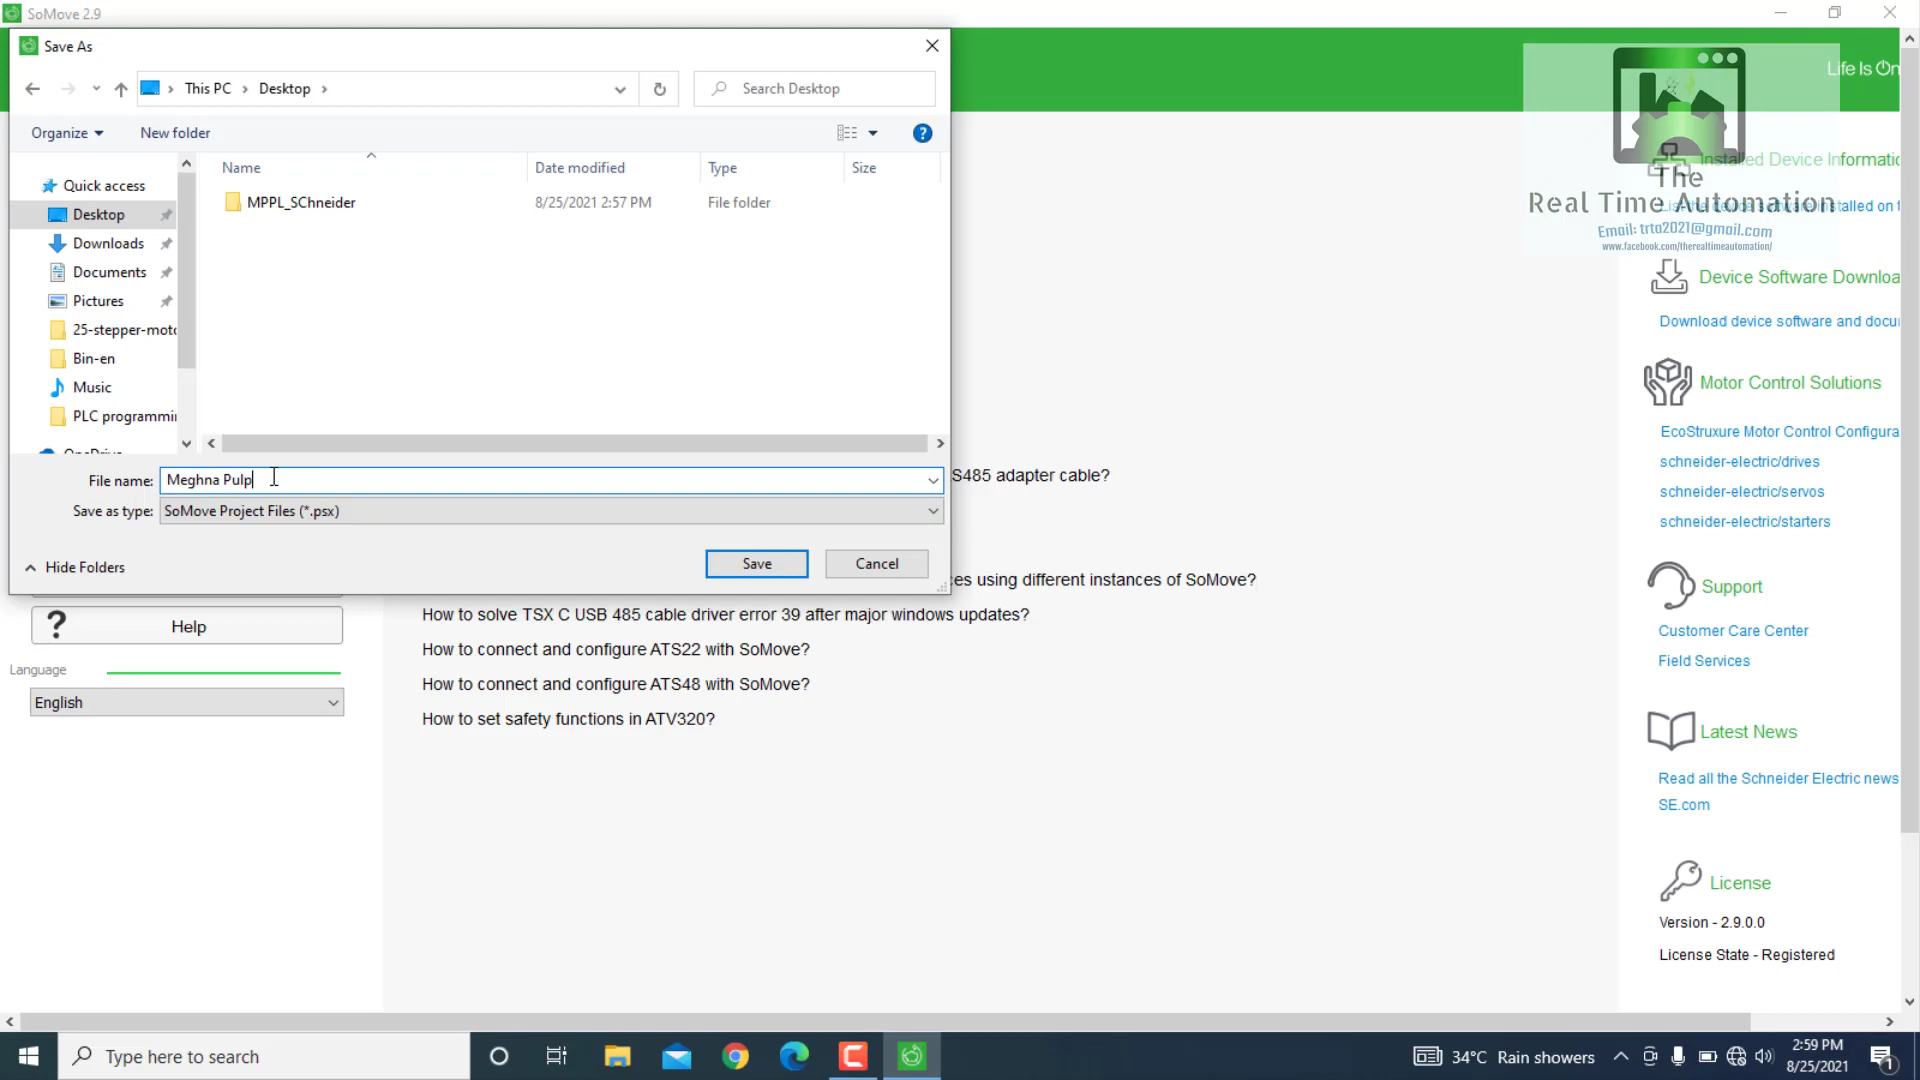 SoMove 2.9
Save As
This PC > Desktop >
Search Desktop
Organize
New folder
Name
Date modified
Type
Size
MPPL_SChneider
8/25/2021 2:57 PM
File folder
Quick access
Desktop
Downloads
Documents
Pictures
25-stepper-moto
Bin-en
Music
PLC programmi
File name: Meghna Pulp
Save as type: SoMove Project Files (*.psx)
Hide Folders
Save
Cancel
Help
Language
English
S485 adapter cable?
es using different instances of SoMove?
How to solve TSX C USB 485 cable driver error 39 after major windows updates?
How to connect and configure ATS22 with SoMove?
How to connect and configure ATS48 with SoMove?
How to set safety functions in ATV320?
Life Is On
Installed Device Informatio
The
Real Time Automation
Email: trta2021@gmail.com
www.facebook.com/therealtimeautomation/
Device Software Downloa
Download device software and docu
Motor Control Solutions
EcoStruxure Motor Control Configura
schneider-electric/drives
schneider-electric/servos
schneider-electric/starters
Support
Customer Care Center
Field Services
Latest News
Read all the Schneider Electric news
SE.com
License
Version - 2.9.0.0
License State - Registered
Type here to search
34°C Rain showers
2:59 PM
8/25/2021
1